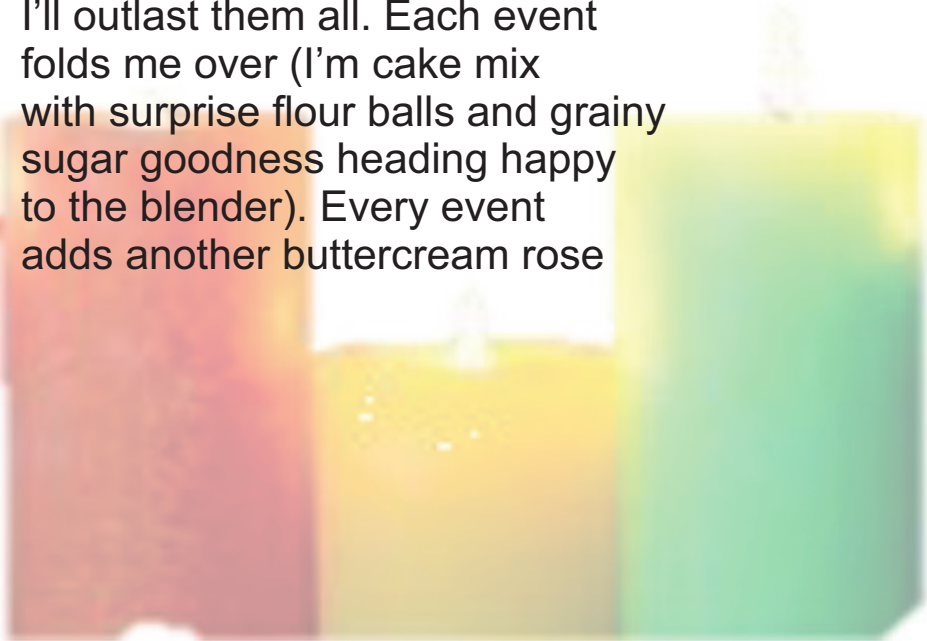 I’ll outlast them all. Each event
folds me over (I’m cake mix
with surprise flour balls and grainy
sugar goodness heading happy
to the blender). Every event
adds another buttercream rose